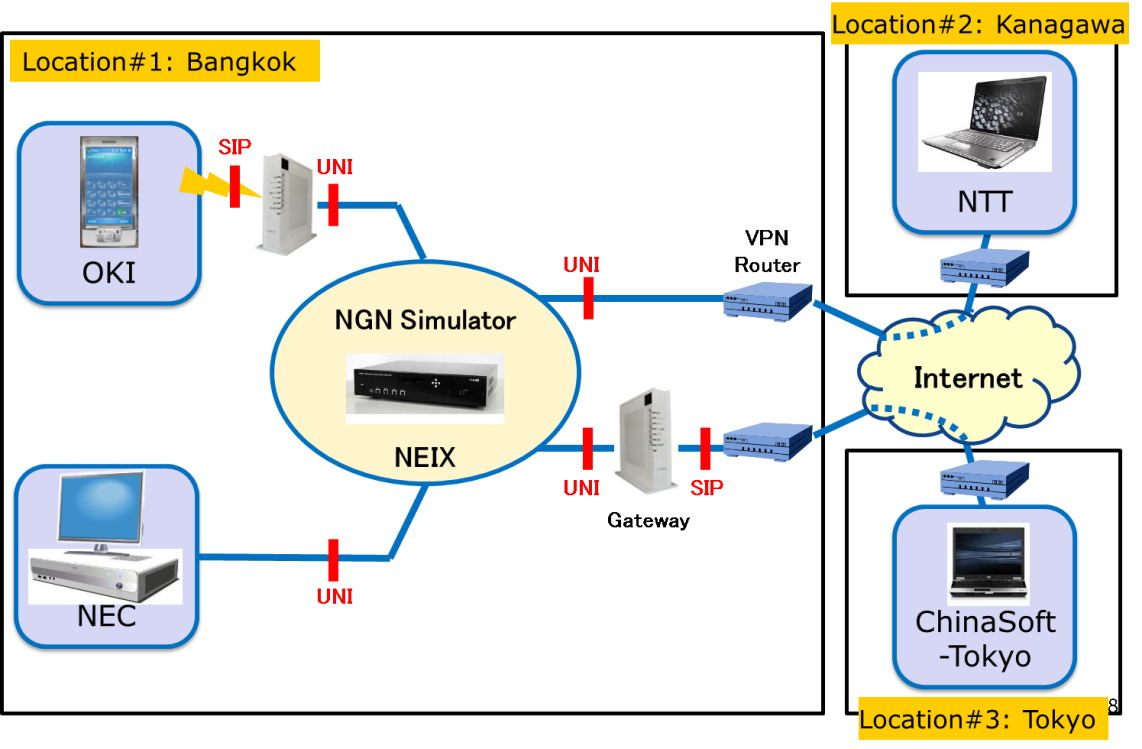 Location#1: Bangkok
Location#2: Kanagawa
SIP
UNI
OKI
NTT
VPN
Router
UNI
NGN Simulator
NEIX
Internet
UNI
SIP
Gateway
NEC
UNI
ChinaSoft
-Tokyo
8
Location#3: Tokyo